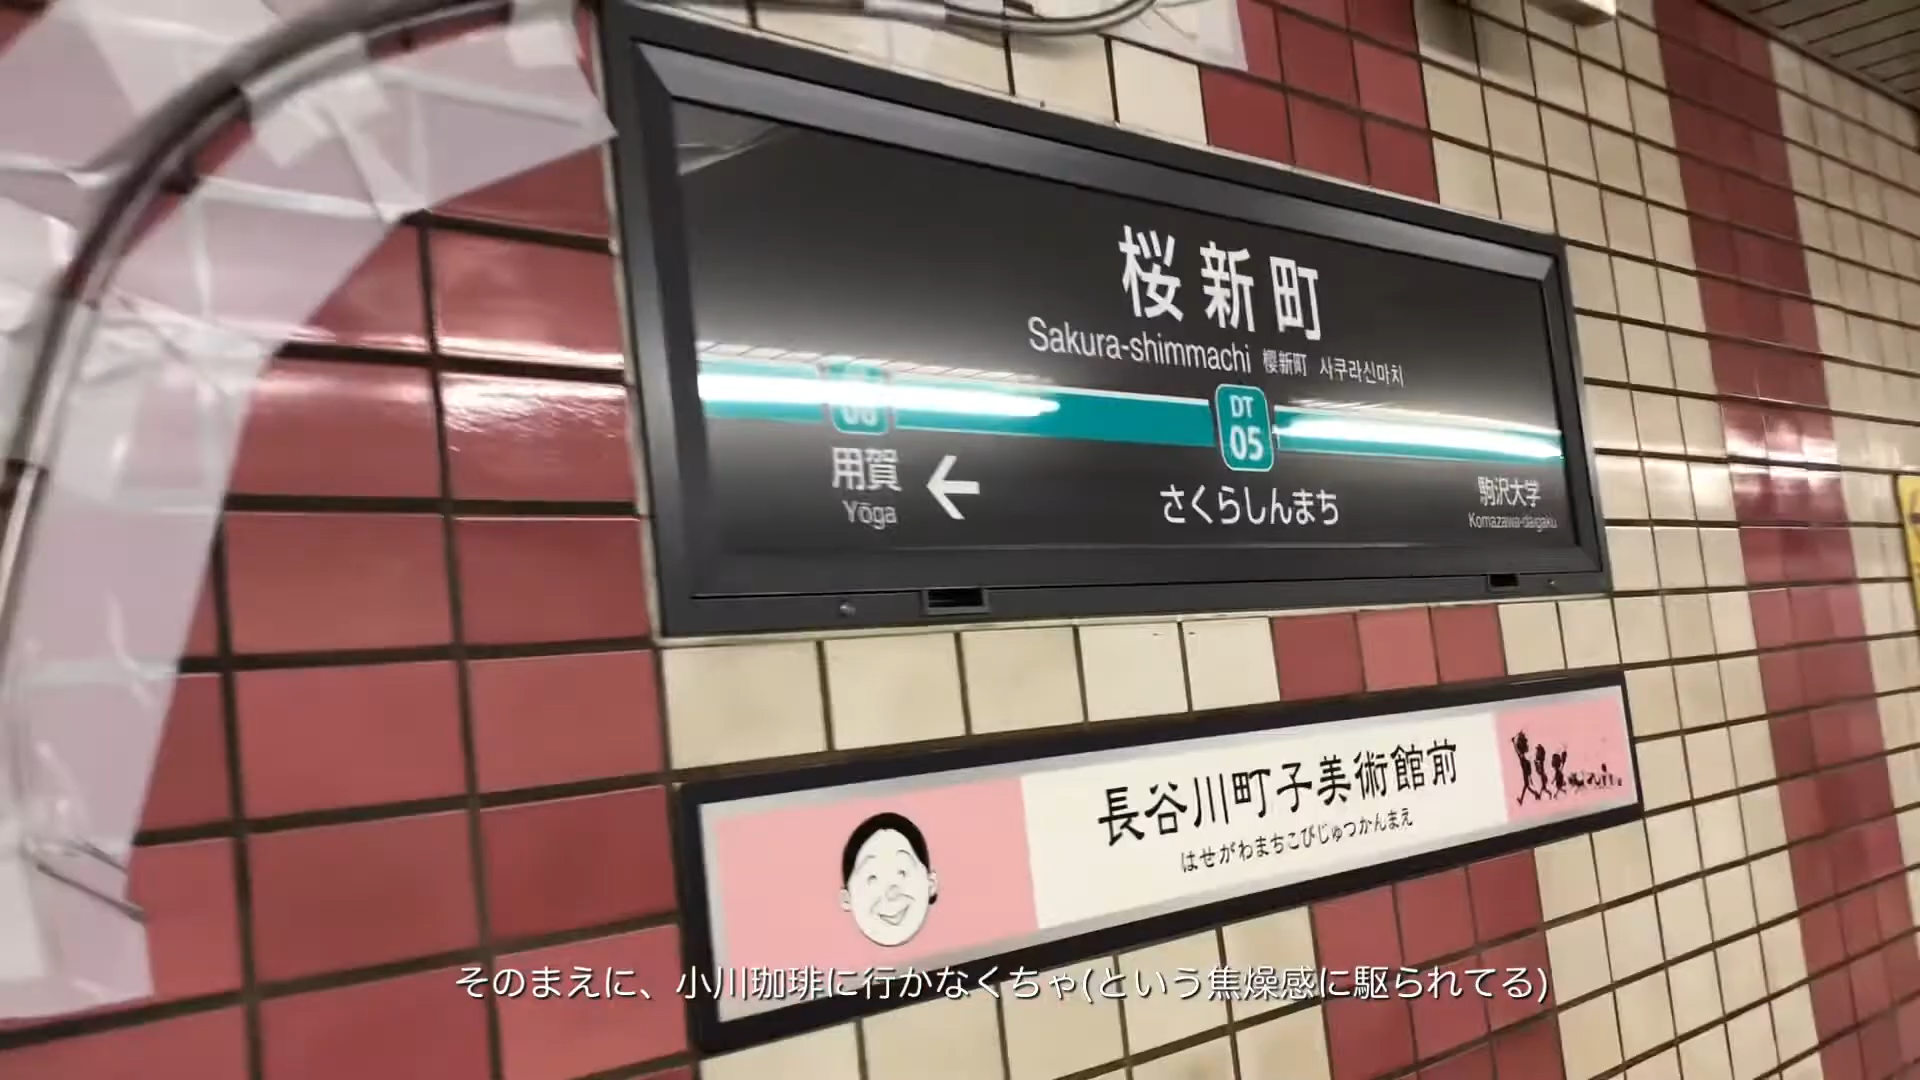 桜新町
Sakura-shimmachi 櫻新町 사쿠라신마치
DT
05
用賀
Yōga
さくらしんまち
駒沢大学
Komazawa-daigaku
長谷川町子美術館前
はせがわまちこびじゅつかんまえ
そのまえに、小川珈琲に行かなくちゃ(という焦燥感に駆られてる)